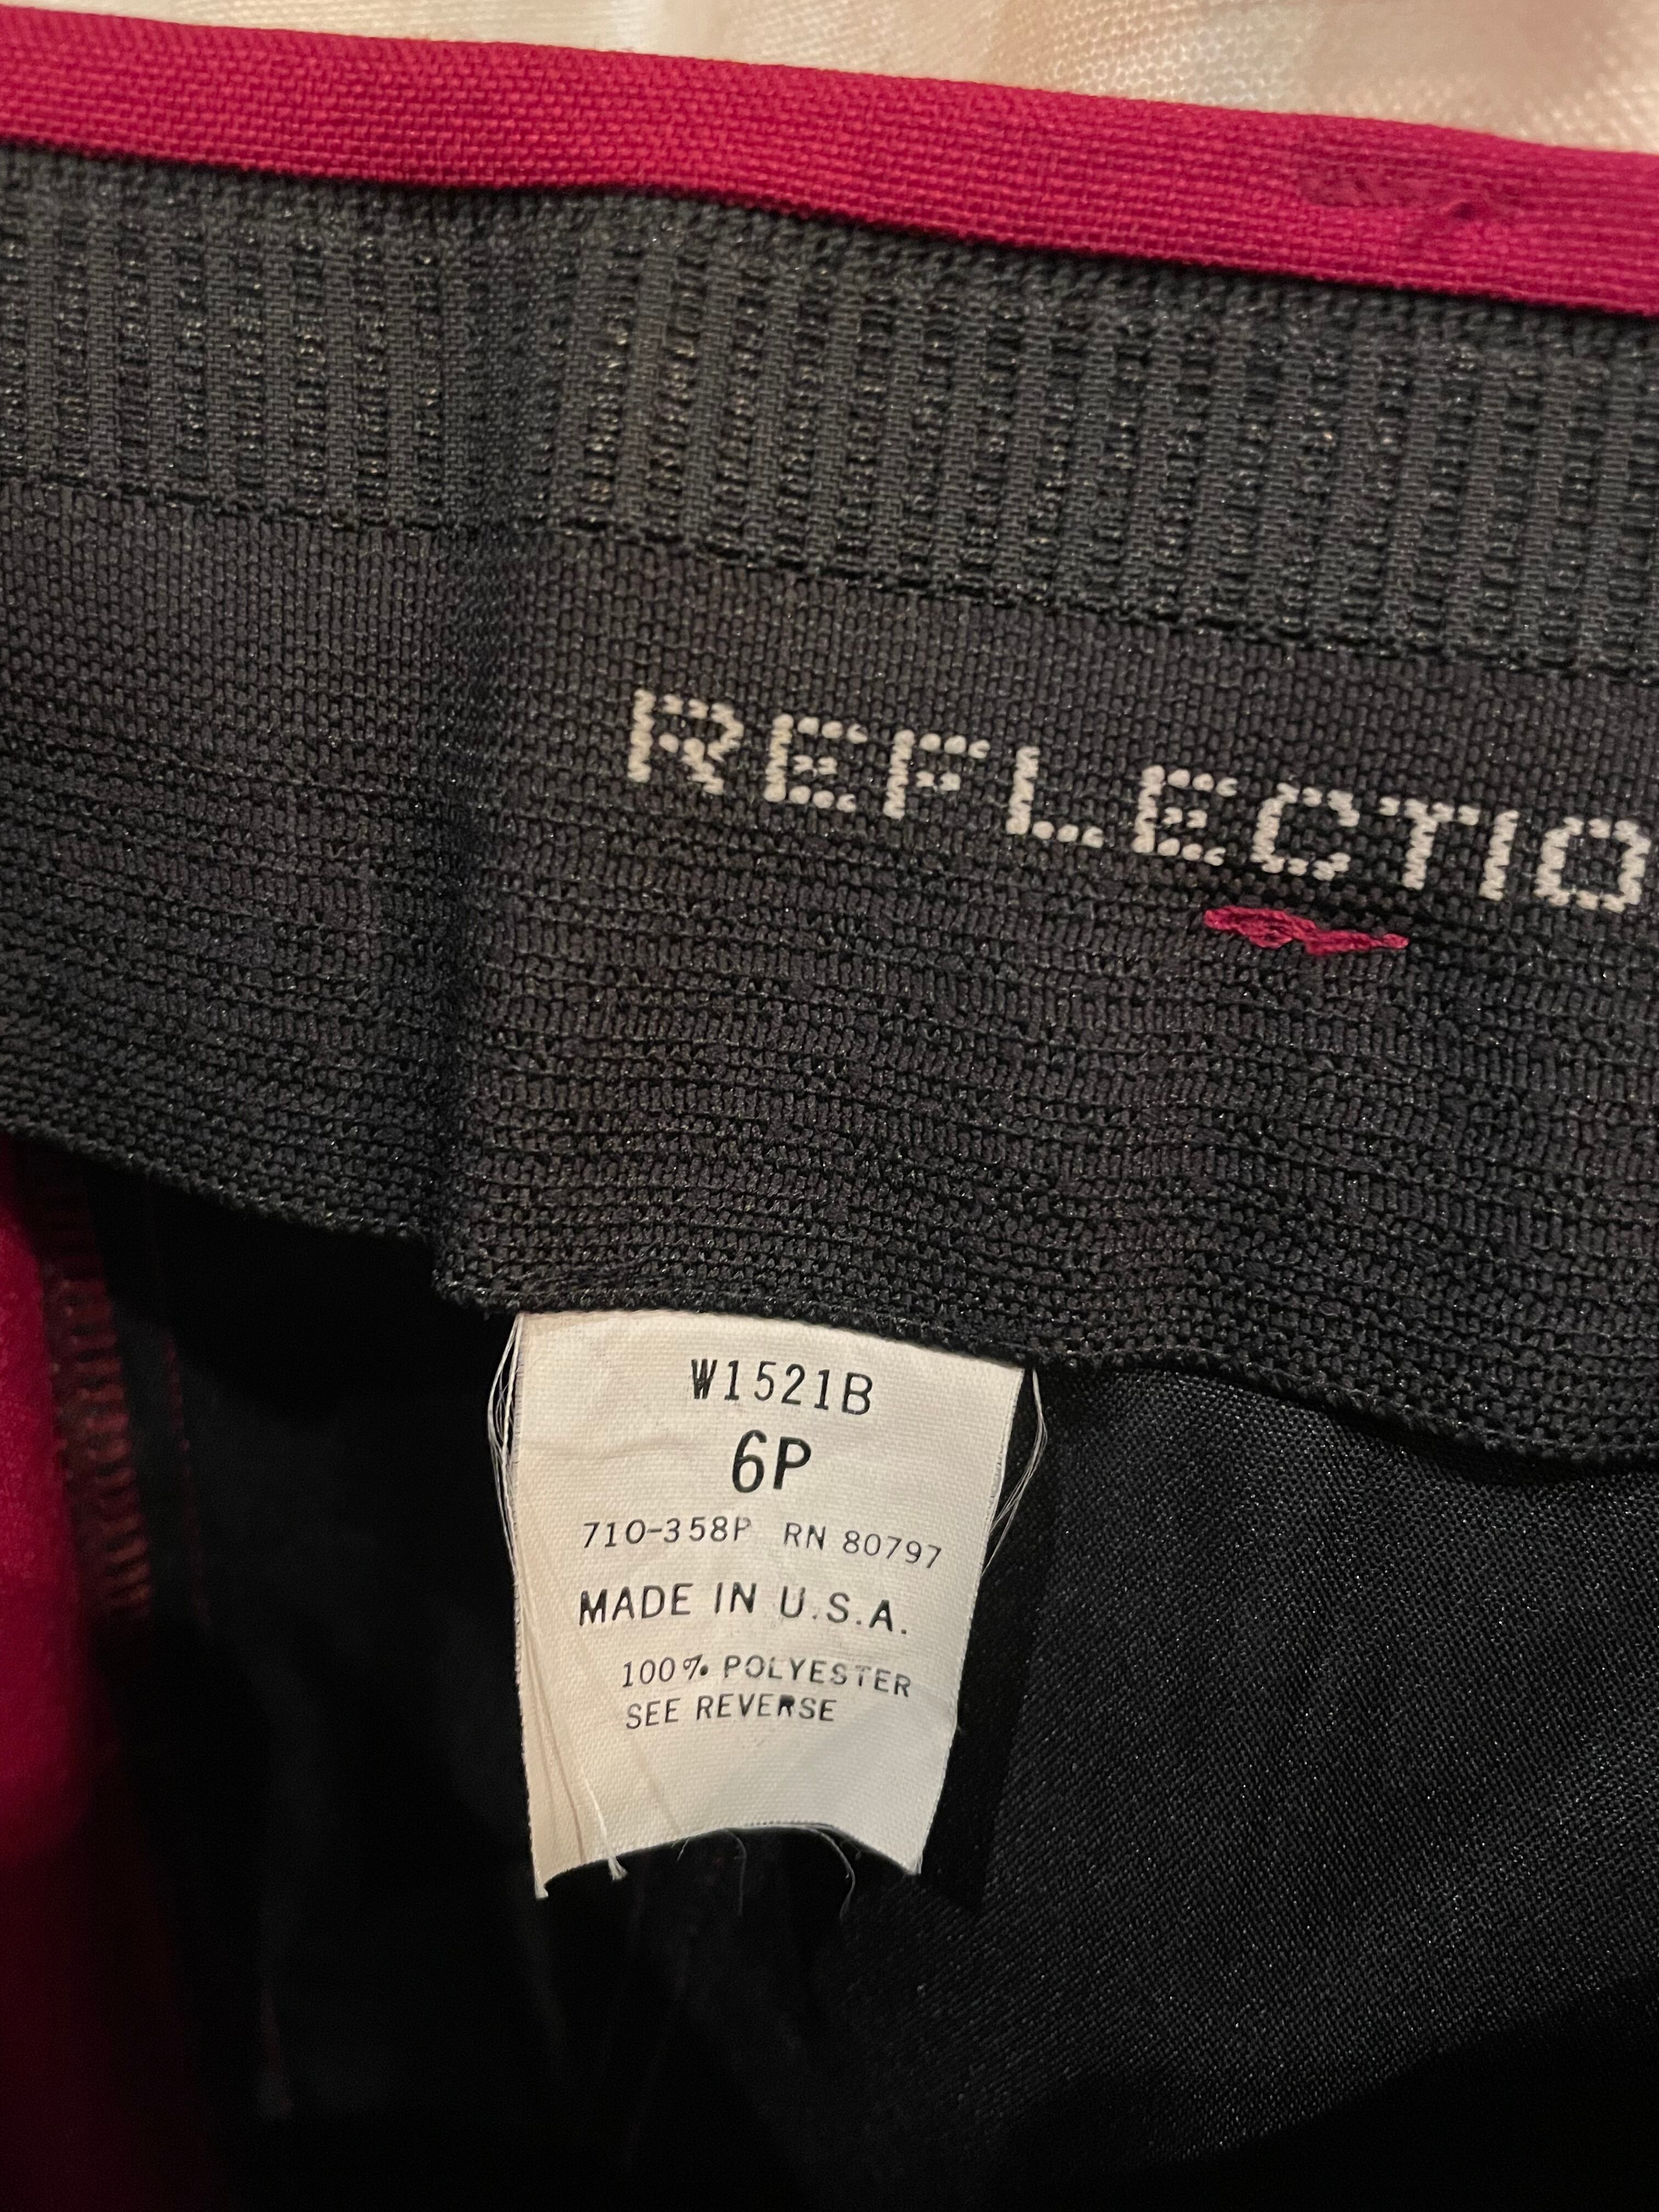 REFLECTIO
W1521B
6P
710-358P RN 80797
MADE IN U.S.A.
100% POLYESTER
SEE REVERSE